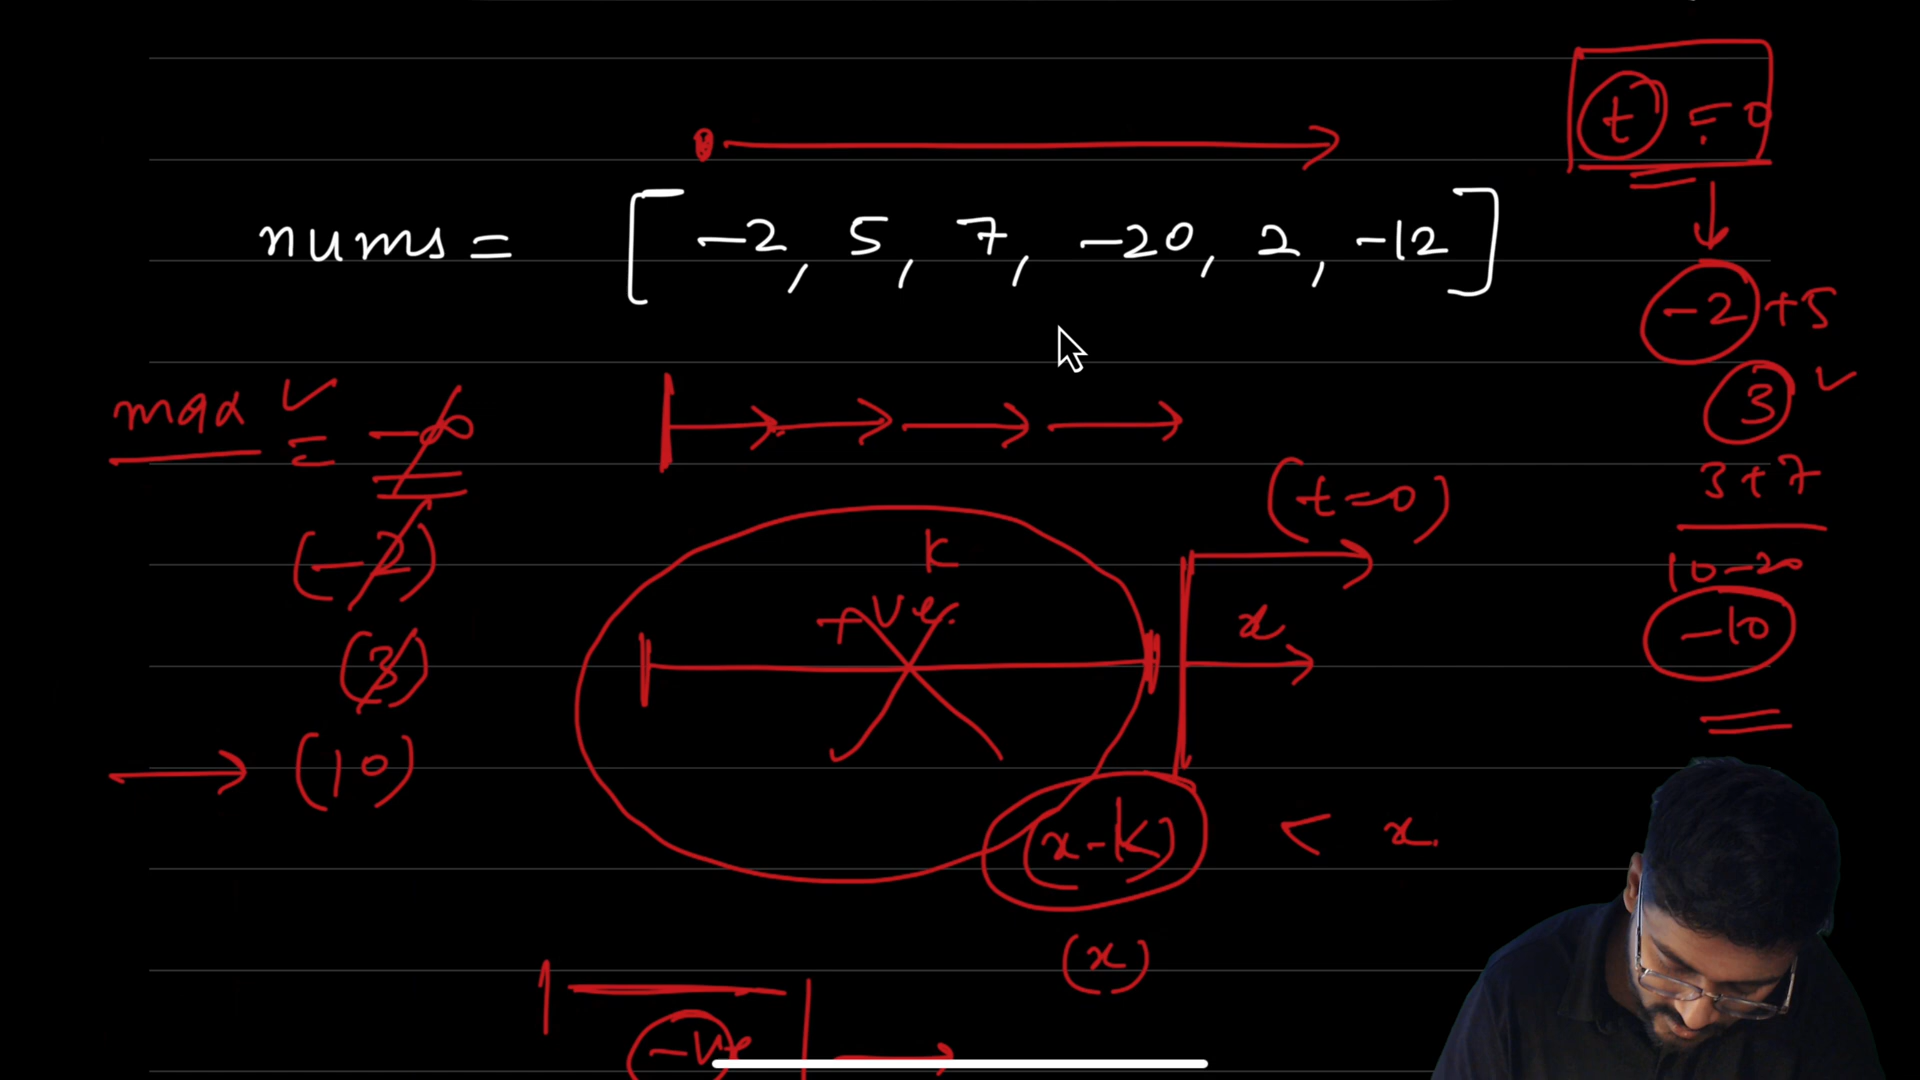 t = 0
nums = [ -2, 5, 7, -20, 2, -12 ]
-2 + 5
max = -∞
3
3 + 7
(t=0)
K
(-2)
10-20
+ve.
x
-10
(3)
(10)
(x-K) < x.
(x)
-ve